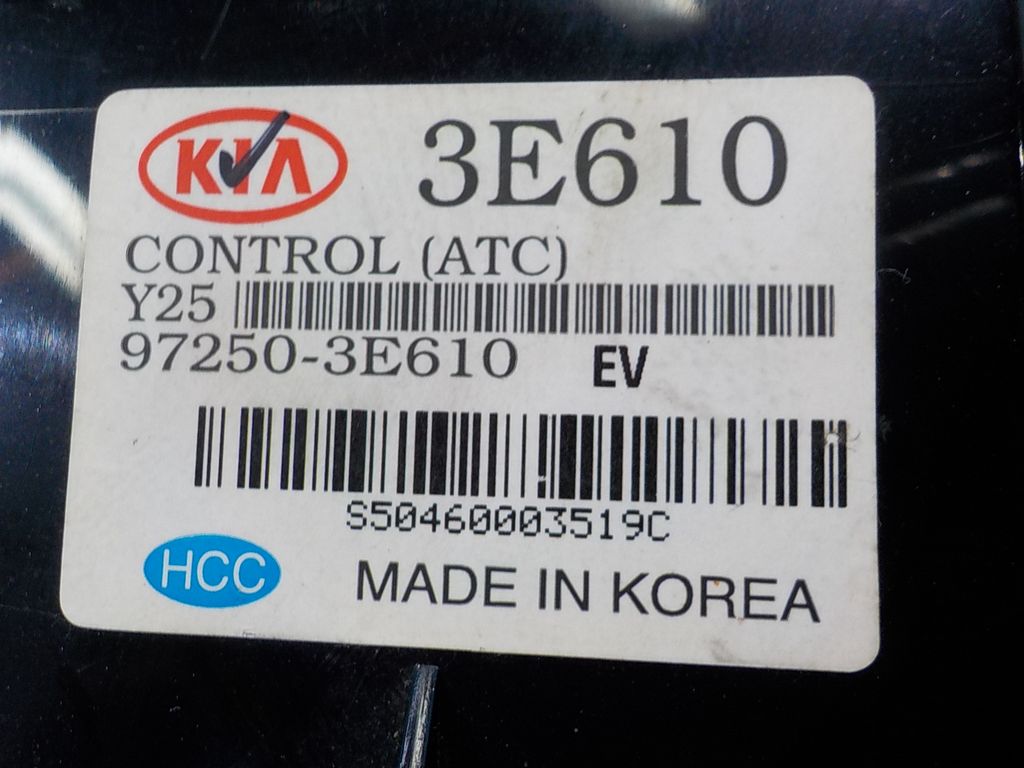 KIA 3E610
CONTROL (ATC)
Y25
97250-3E610 EV
S50460003519C
HCC MADE IN KOREA